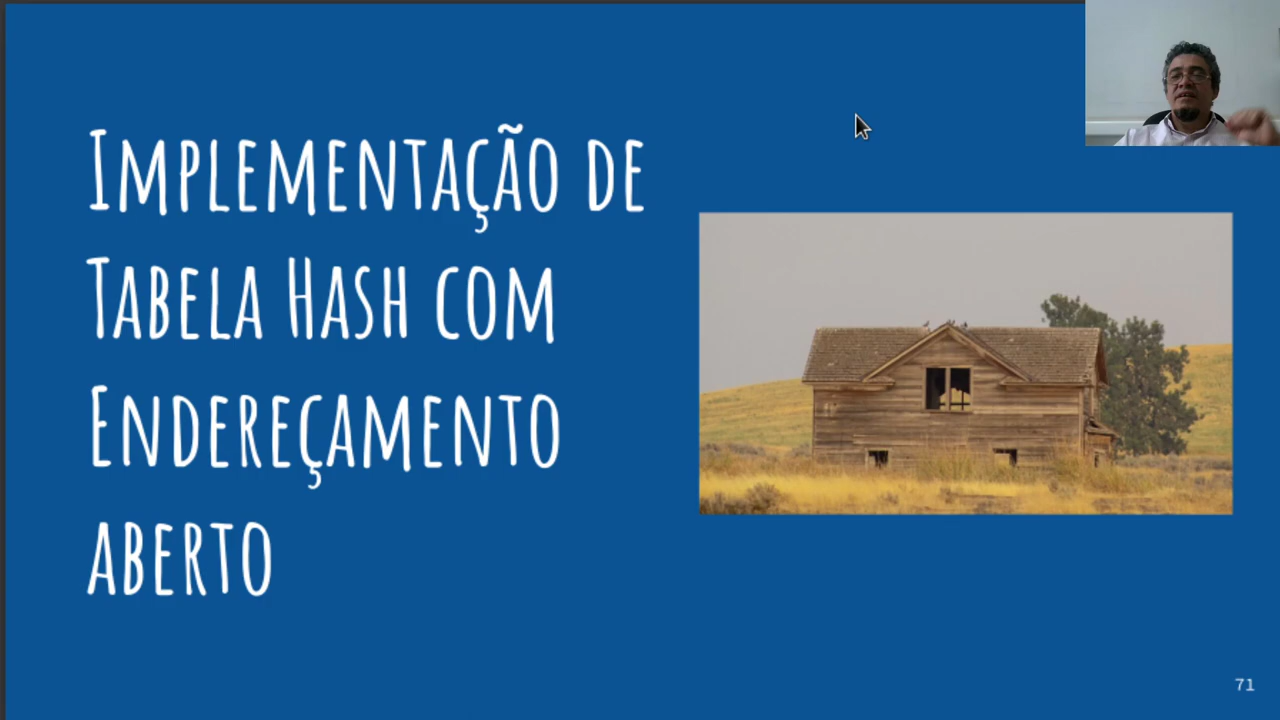 Implementação de
Tabela Hash com
Endereçamento
aberto
71